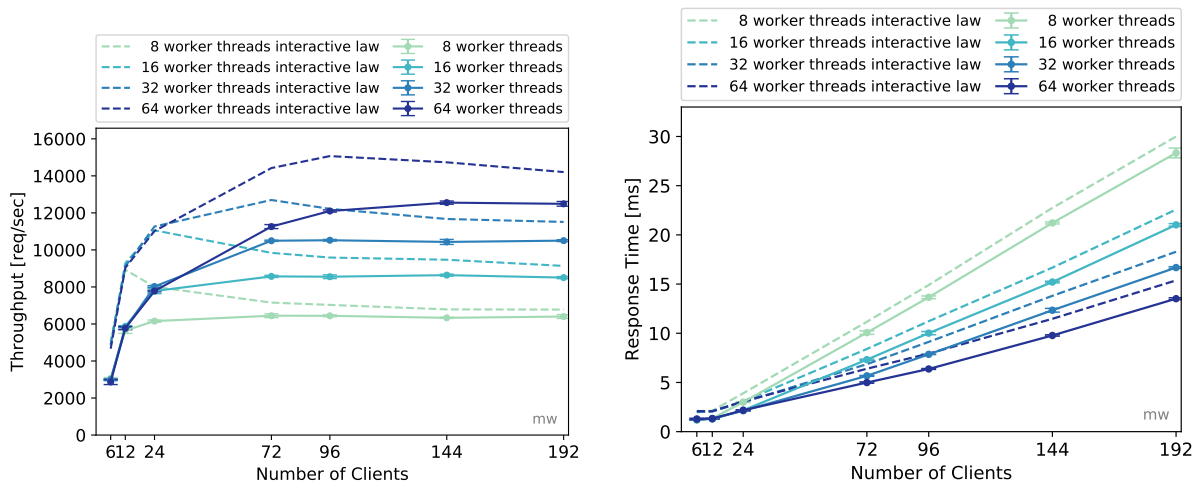 8 worker threads interactive law 8 worker threads
16 worker threads interactive law 16 worker threads
32 worker threads interactive law 32 worker threads
64 worker threads interactive law 64 worker threads
16000
14000
12000
10000
8000
6000
4000
2000
0
Throughput [req/sec]
mw
6 12 24 72 96 144 192
Number of Clients
8 worker threads interactive law 8 worker threads
16 worker threads interactive law 16 worker threads
32 worker threads interactive law 32 worker threads
64 worker threads interactive law 64 worker threads
30
25
20
15
10
5
0
Response Time [ms]
mw
6 12 24 72 96 144 192
Number of Clients